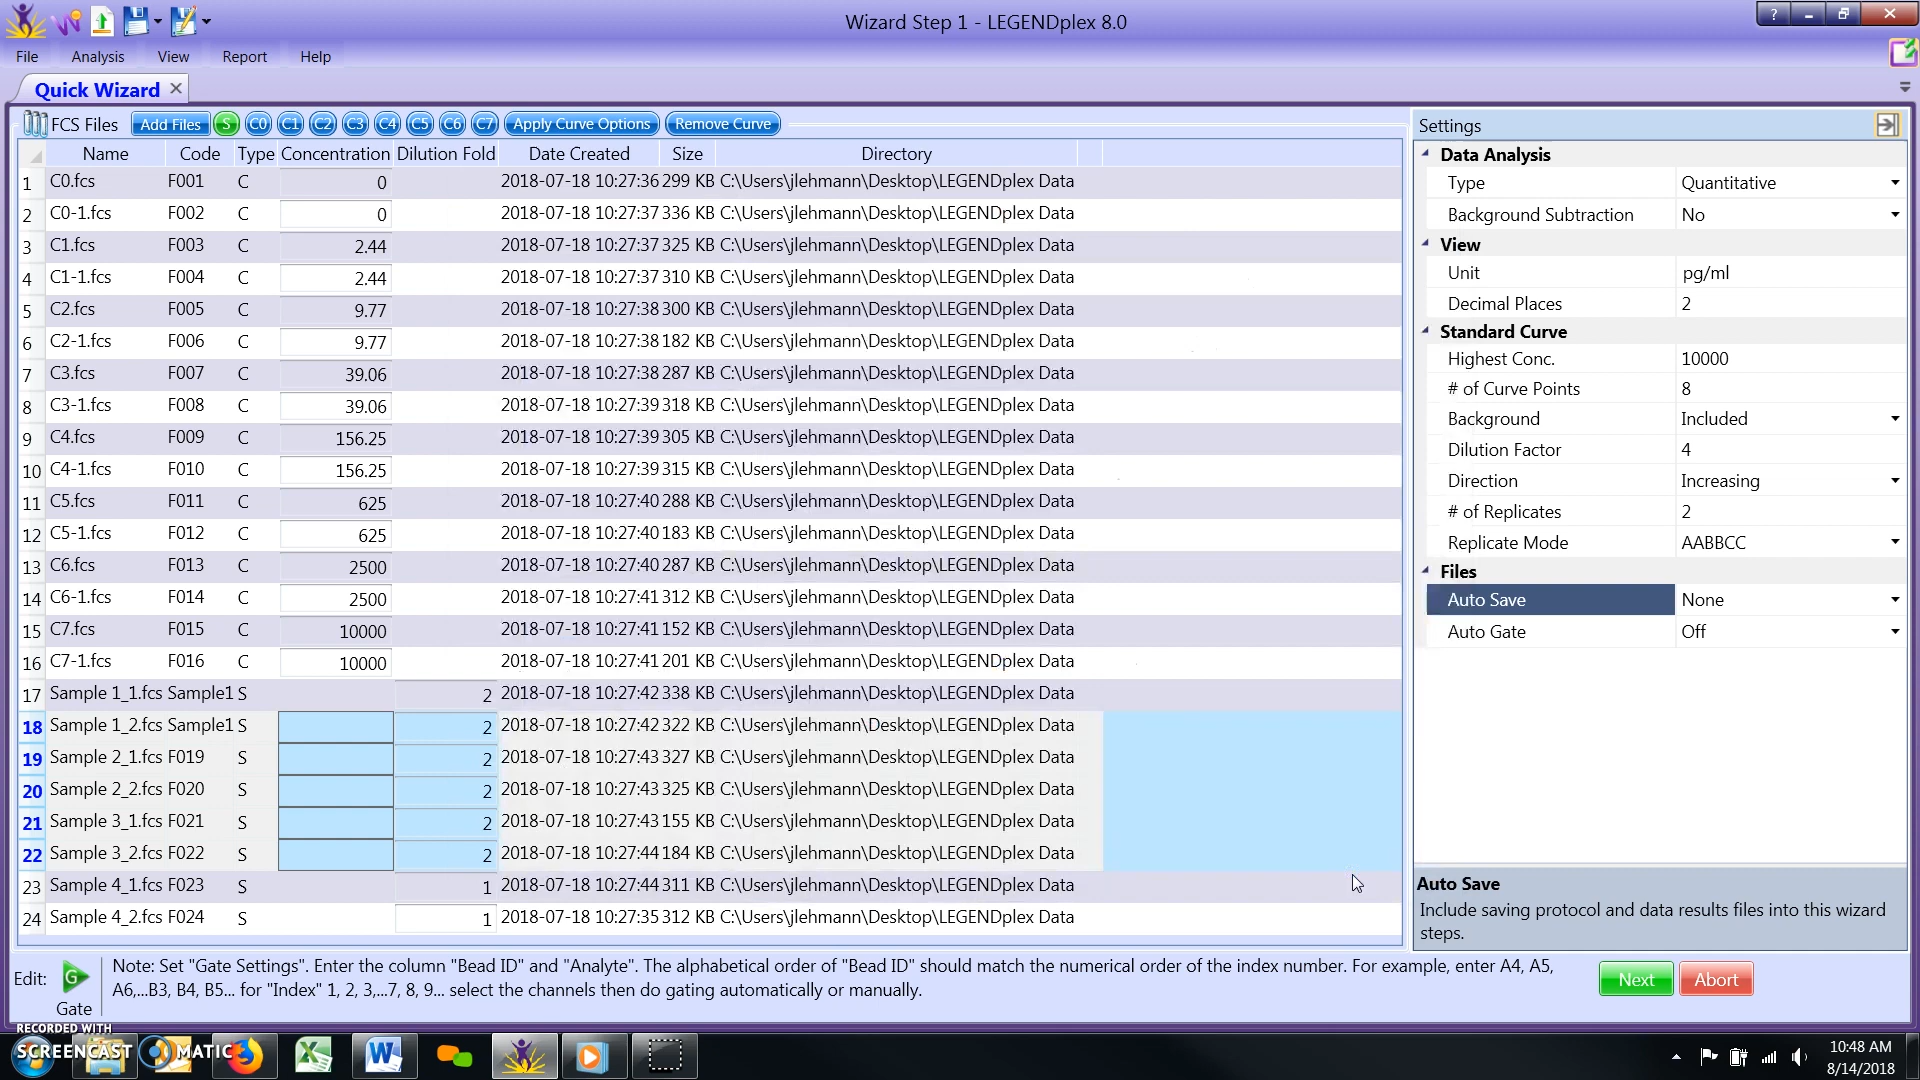 Wizard Step 1 - LEGENDplex 8.0
File Analysis View Report Help
Quick Wizard
FCS Files Add Files S C0 C1 C2 C3 C4 C5 C6 C7 Apply Curve Options Remove Curve
Name Code Type Concentration Dilution Fold Date Created Size Directory
1 C0.fcs F001 C 0 2018-07-18 10:27:36 299 KB C:\Users\jlehmann\Desktop\LEGENDplex Data
2 C0-1.fcs F002 C 0 2018-07-18 10:27:37 336 KB C:\Users\jlehmann\Desktop\LEGENDplex Data
3 C1.fcs F003 C 2.44 2018-07-18 10:27:37 325 KB C:\Users\jlehmann\Desktop\LEGENDplex Data
4 C1-1.fcs F004 C 2.44 2018-07-18 10:27:37 310 KB C:\Users\jlehmann\Desktop\LEGENDplex Data
5 C2.fcs F005 C 9.77 2018-07-18 10:27:38 300 KB C:\Users\jlehmann\Desktop\LEGENDplex Data
6 C2-1.fcs F006 C 9.77 2018-07-18 10:27:38 182 KB C:\Users\jlehmann\Desktop\LEGENDplex Data
7 C3.fcs F007 C 39.06 2018-07-18 10:27:38 287 KB C:\Users\jlehmann\Desktop\LEGENDplex Data
8 C3-1.fcs F008 C 39.06 2018-07-18 10:27:39 318 KB C:\Users\jlehmann\Desktop\LEGENDplex Data
9 C4.fcs F009 C 156.25 2018-07-18 10:27:39 305 KB C:\Users\jlehmann\Desktop\LEGENDplex Data
10 C4-1.fcs F010 C 156.25 2018-07-18 10:27:39 315 KB C:\Users\jlehmann\Desktop\LEGENDplex Data
11 C5.fcs F011 C 625 2018-07-18 10:27:40 288 KB C:\Users\jlehmann\Desktop\LEGENDplex Data
12 C5-1.fcs F012 C 625 2018-07-18 10:27:40 183 KB C:\Users\jlehmann\Desktop\LEGENDplex Data
13 C6.fcs F013 C 2500 2018-07-18 10:27:40 287 KB C:\Users\jlehmann\Desktop\LEGENDplex Data
14 C6-1.fcs F014 C 2500 2018-07-18 10:27:41 312 KB C:\Users\jlehmann\Desktop\LEGENDplex Data
15 C7.fcs F015 C 10000 2018-07-18 10:27:41 152 KB C:\Users\jlehmann\Desktop\LEGENDplex Data
16 C7-1.fcs F016 C 10000 2018-07-18 10:27:41 201 KB C:\Users\jlehmann\Desktop\LEGENDplex Data
17 Sample 1_1.fcs Sample1 S 2 2018-07-18 10:27:42 338 KB C:\Users\jlehmann\Desktop\LEGENDplex Data
18 Sample 1_2.fcs Sample1 S 2 2018-07-18 10:27:42 322 KB C:\Users\jlehmann\Desktop\LEGENDplex Data
19 Sample 2_1.fcs F019 S 2 2018-07-18 10:27:43 327 KB C:\Users\jlehmann\Desktop\LEGENDplex Data
20 Sample 2_2.fcs F020 S 2 2018-07-18 10:27:43 325 KB C:\Users\jlehmann\Desktop\LEGENDplex Data
21 Sample 3_1.fcs F021 S 2 2018-07-18 10:27:43 155 KB C:\Users\jlehmann\Desktop\LEGENDplex Data
22 Sample 3_2.fcs F022 S 2 2018-07-18 10:27:44 184 KB C:\Users\jlehmann\Desktop\LEGENDplex Data
23 Sample 4_1.fcs F023 S 1 2018-07-18 10:27:44 311 KB C:\Users\jlehmann\Desktop\LEGENDplex Data
24 Sample 4_2.fcs F024 S 1 2018-07-18 10:27:35 312 KB C:\Users\jlehmann\Desktop\LEGENDplex Data
Settings
Data Analysis
Type Quantitative
Background Subtraction No
View
Unit pg/ml
Decimal Places 2
Standard Curve
Highest Conc. 10000
# of Curve Points 8
Background Included
Dilution Factor 4
Direction Increasing
# of Replicates 2
Replicate Mode AABBCC
Files
Auto Save None
Auto Gate Off
Auto Save
Include saving protocol and data results files into this wizard
steps.
Edit: G
Gate
Note: Set "Gate Settings". Enter the column "Bead ID" and "Analyte". The alphabetical order of "Bead ID" should match the numerical order of the index number. For example, enter A4, A5,
A6,...B3, B4, B5... for "Index" 1, 2, 3,...7, 8, 9... select the channels then do gating automatically or manually.
Next Abort
RECORDED WITH
SCREENCAST MATIC
10:48 AM
8/14/2018